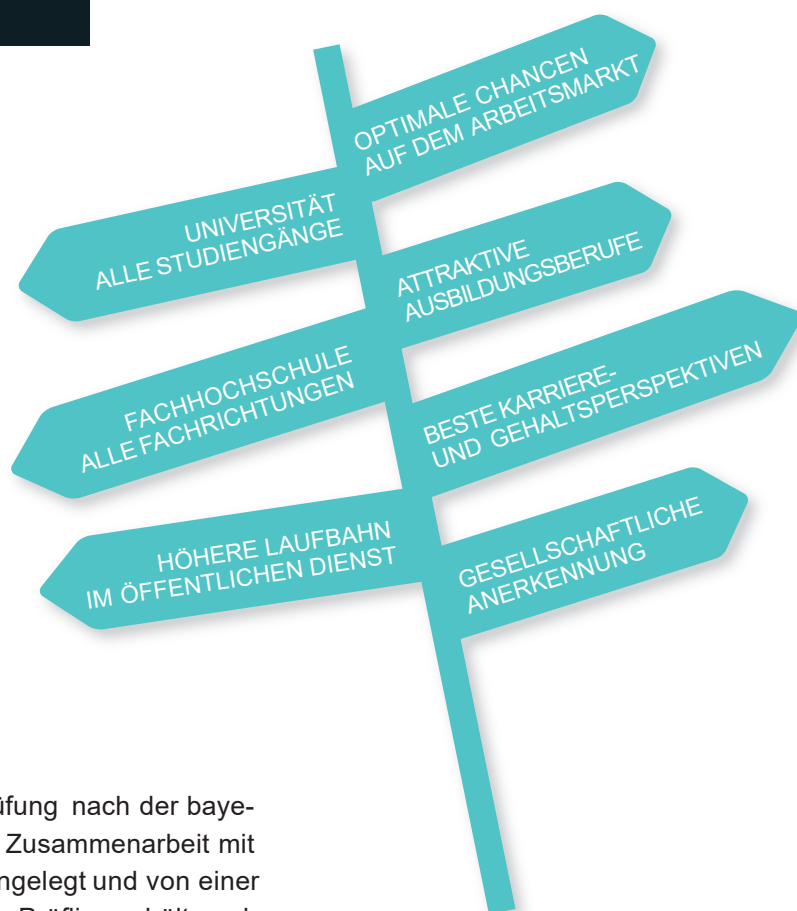 OPTIMALE CHANCEN
AUF DEM ARBEITSMARKT
UNIVERSITÄT
ALLE STUDIENGÄNGE
ATTRAKTIVE
AUSBILDUNGSBERUFE
FACHHOCHSCHULE
ALLE FACHRICHTUNGEN
BESTE KARRIERE-
UND GEHALTSPERSPEKTIVEN
HÖHERE LAUFBAHN
IM ÖFFENTLICHEN DIENST
GESELLSCHAFTLICHE
ANERKENNUNG
üfung nach der baye-
Zusammenarbeit mit
ngelegt und von einer